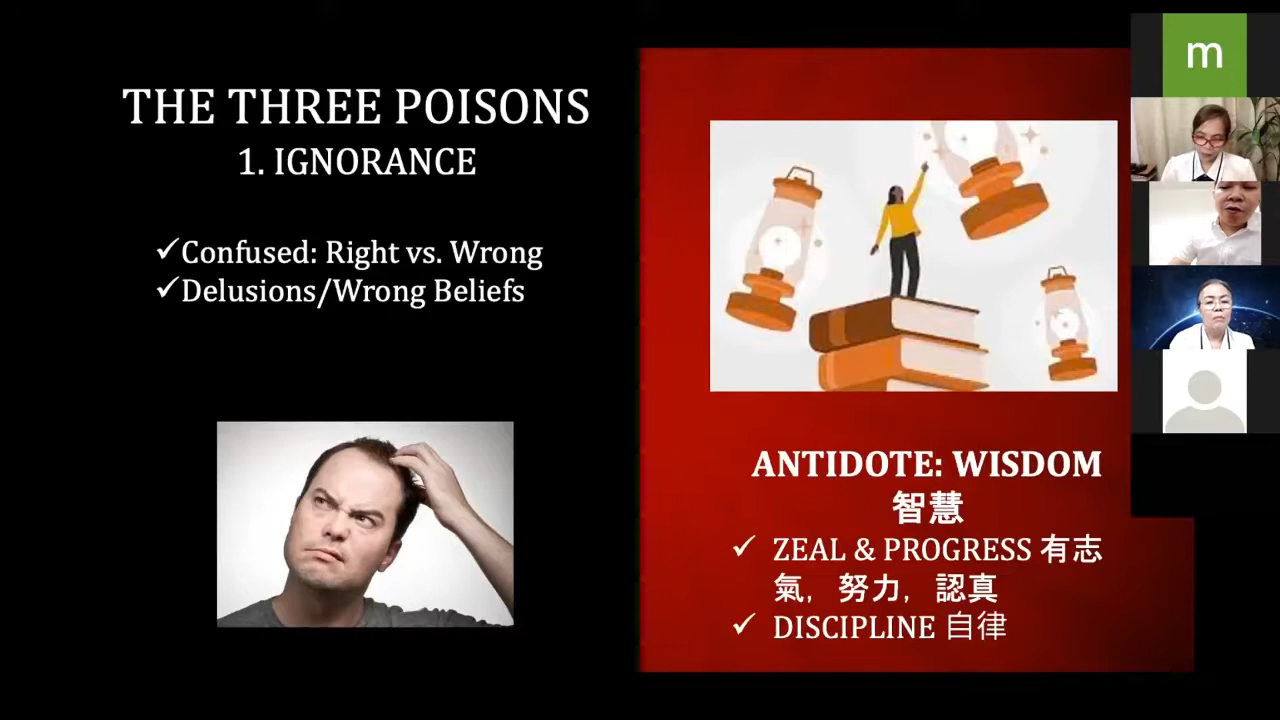 THE THREE POISONS
1. IGNORANCE
✓Confused: Right vs. Wrong
✓Delusions/Wrong Beliefs
ANTIDOTE: WISDOM
智慧
✓ ZEAL & PROGRESS 有志
氣, 努力, 認真
✓ DISCIPLINE 自律
m